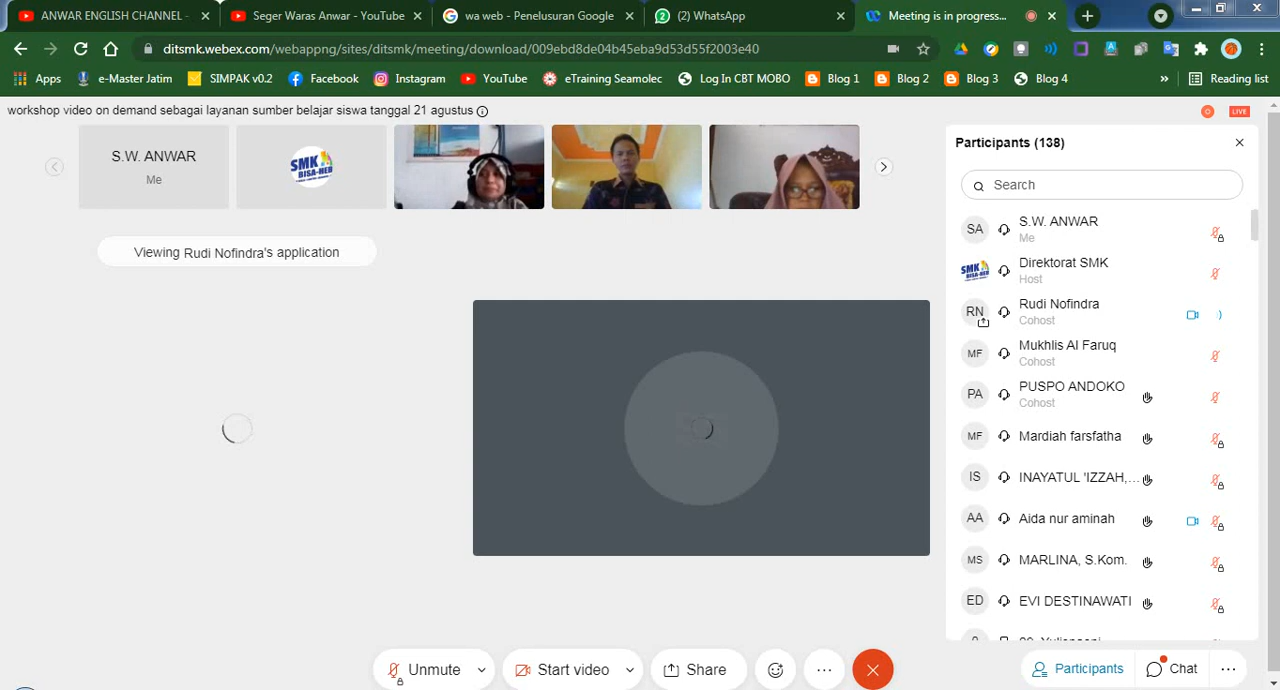 ANWAR ENGLISH CHANNEL -
Seger Waras Anwar - YouTube
wa web - Penelusuran Google
(2) WhatsApp
Meeting is in progress...
ditsmk.webex.com/webappng/sites/ditsmk/meeting/download/009ebd8de04b45eba9d53d55f2003e40
Apps
e-Master Jatim
SIMPAK v0.2
Facebook
Instagram
YouTube
eTraining Seamolec
Log In CBT MOBO
Blog 1
Blog 2
Blog 3
Blog 4
»
Reading list
workshop video on demand sebagai layanan sumber belajar siswa tanggal 21 agustus
LIVE
S.W. ANWAR
Me
SMK
BISA-HEB
Viewing Rudi Nofindra's application
Participants (138)
Search
SA
S.W. ANWAR
Me
SMK
Direktorat SMK
Host
RN
Rudi Nofindra
Cohost
MF
Mukhlis Al Faruq
Cohost
PA
PUSPO ANDOKO
Cohost
MF
Mardiah farsfatha
IS
INAYATUL 'IZZAH,...
AA
Aida nur aminah
MS
MARLINA, S.Kom.
ED
EVI DESTINAWATI
Unmute
Start video
Share
Participants
Chat